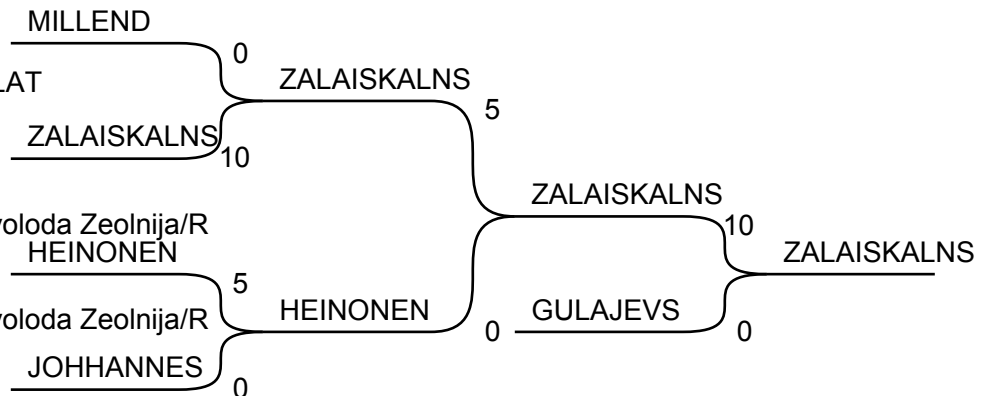 MILLEND
0
LAT
ZALAISKALNS
5
ZALAISKALNS
10
ZALAISKALNS
10
voloda Zeolnija/R
HEINONEN
ZALAISKALNS
5
voloda Zeolnija/R
HEINONEN
0
GULAJEVS
0
JOHHANNES
0